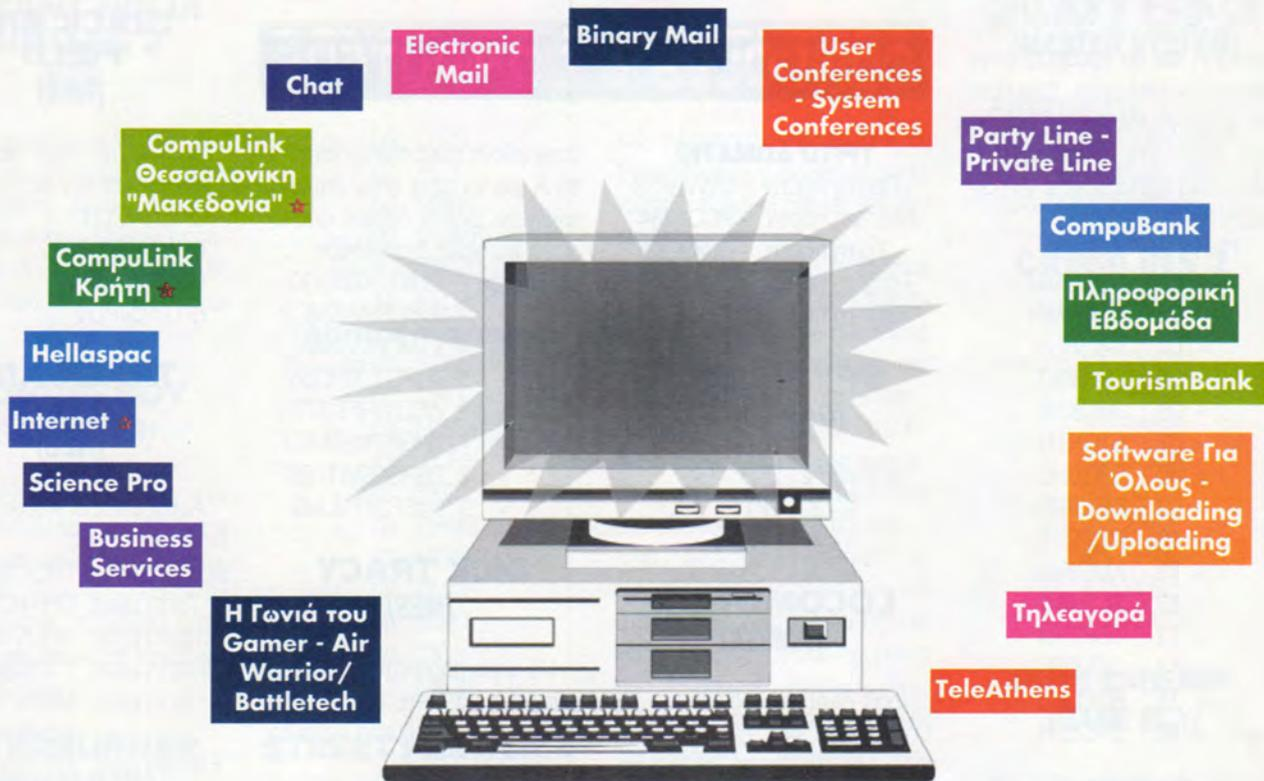 Binary Mail
Electronic
Mail
User
Conferences
- System
Conferences
Chat
Party Line -
Private Line
CompuLink
Θεσσαλονίκη
"Μακεδονία" ☆
CompuBank
CompuLink
Κρήτη ☆
Πληροφορική
Εβδομάδα
Hellaspac
TourismBank
Internet ☆
Software Για
Όλους -
Downloading
/Uploading
Science Pro
Business
Services
Η Γωνιά του
Gamer - Air
Warrior/
Battletech
Τηλεαγορά
TeleAthens